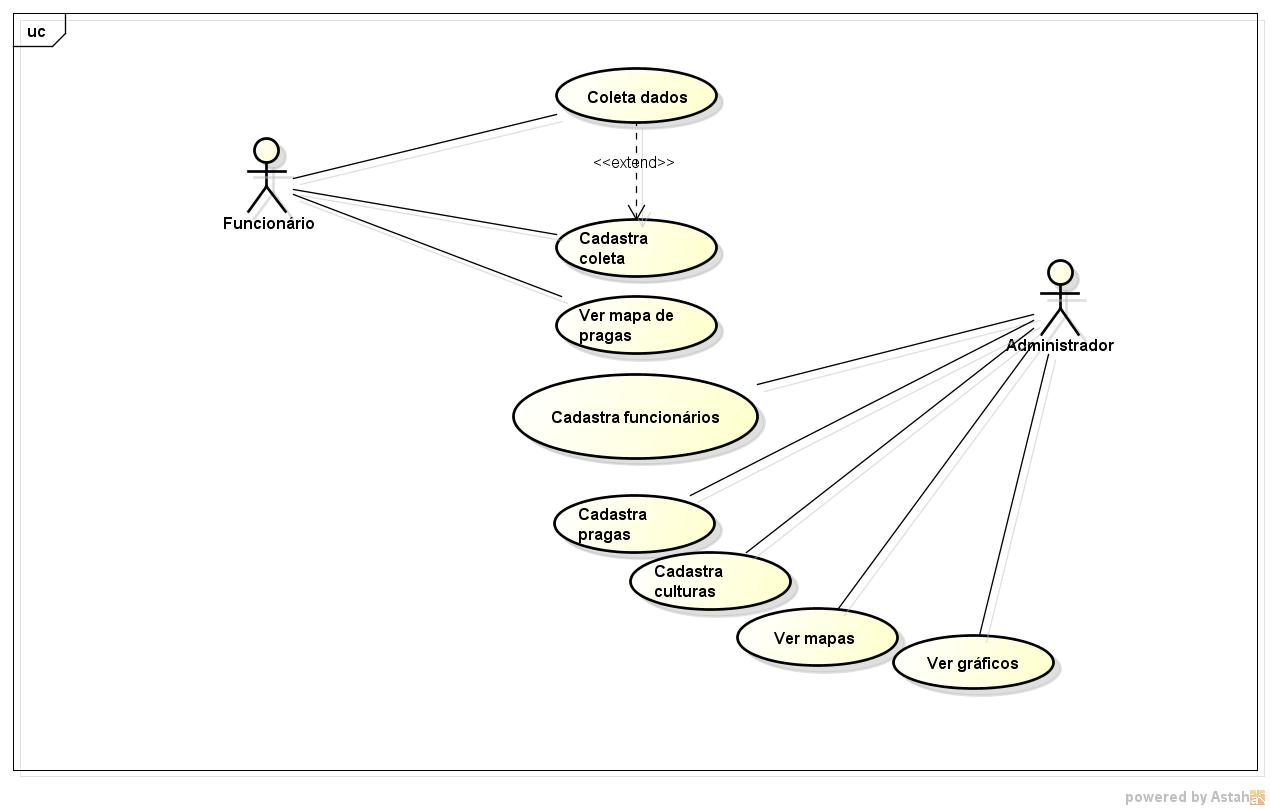 uc
Coleta dados
<<extend>>
Funcionário
Cadastra
coleta
Ver mapa de
pragas
Administrador
Cadastra funcionários
Cadastra
pragas
Cadastra
culturas
Ver mapas
Ver gráficos
powered by Astah